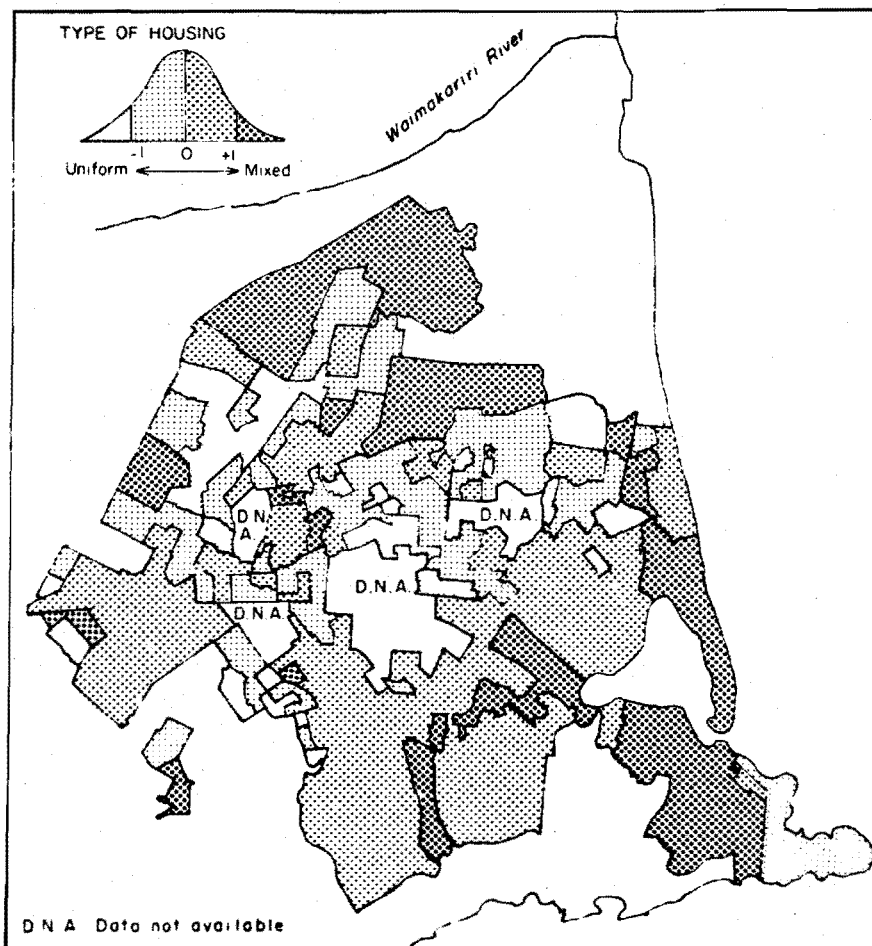 TYPE OF HOUSING
-1 0 +1
Uniform ←→ Mixed
Waimakariri River
D.N.
A.
D.N.A.
D.N.A.
D.N.A.
D N A Data not available